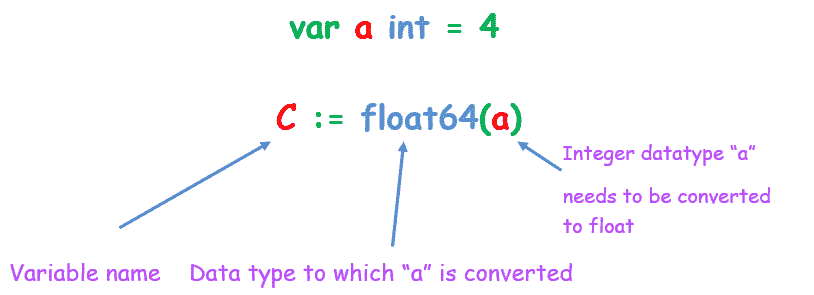 var a int = 4
C := float64(a)
Integer datatype “a”
needs to be converted
to float
Variable name
Data type to which “a” is converted